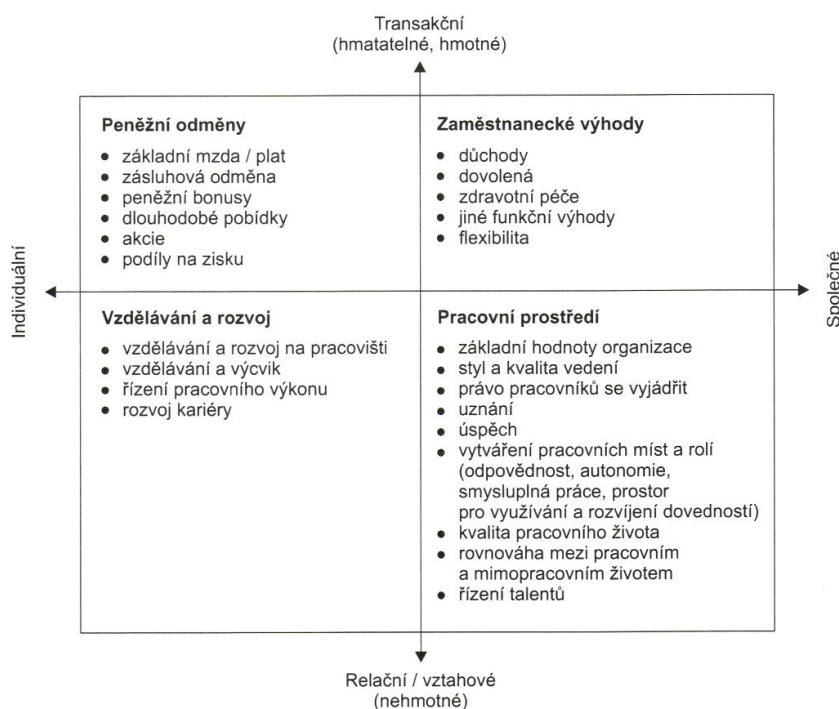 Transakční
(hmatatelné, hmotné)
Individuální
Peněžní odměny
• základní mzda / plat
• zásluhová odměna
• peněžní bonusy
• dlouhodobé pobídky
• akcie
• podíly na zisku
Zaměstnanecké výhody
• důchody
• dovolená
• zdravotní péče
• jiné funkční výhody
• flexibilita
Společné
Vzdělávání a rozvoj
• vzdělávání a rozvoj na pracovišti
• vzdělávání a výcvik
• řízení pracovního výkonu
• rozvoj kariéry
Pracovní prostředí
• základní hodnoty organizace
• styl a kvalita vedení
• právo pracovníků se vyjádřit
• uznání
• úspěch
• vytváření pracovních míst a rolí
(odpovědnost, autonomie,
smysluplná práce, prostor
pro využívání a rozvíjení dovedností)
• kvalita pracovního života
• rovnováha mezi pracovním
a mimopracovním životem
• řízení talentů
Relační / vztahové
(nehmotné)